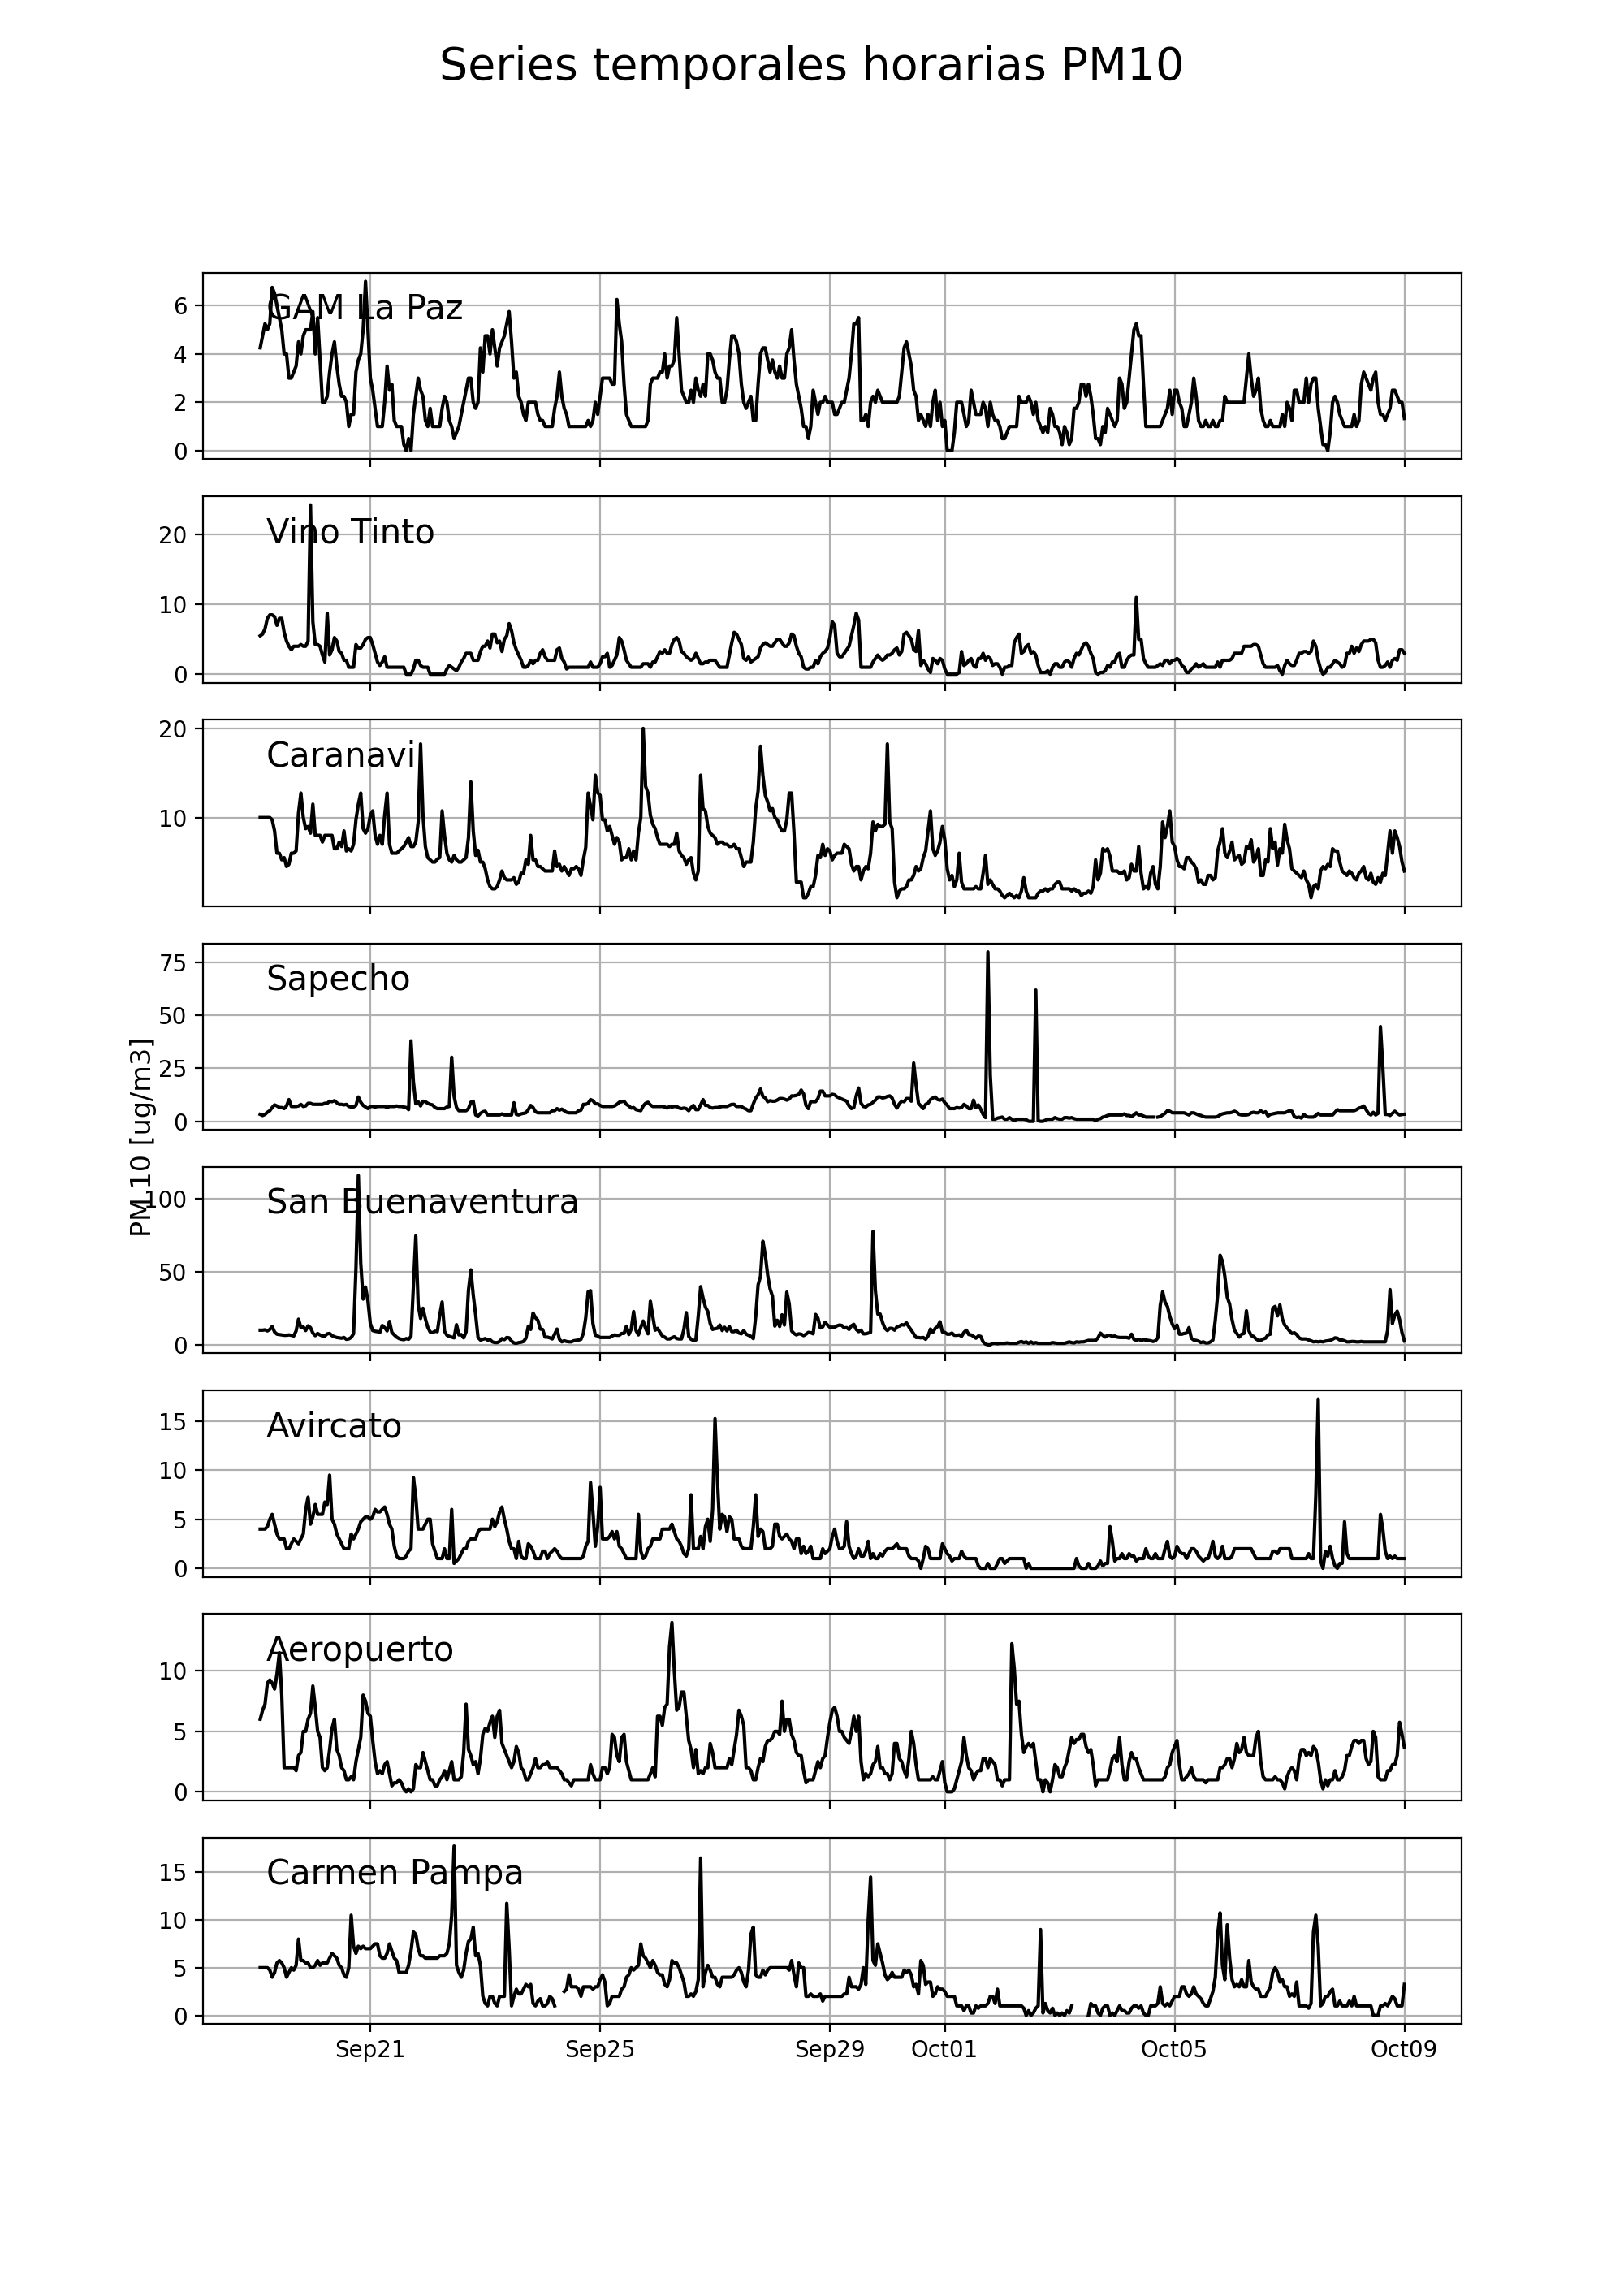 Series temporales horarias PM10
GAM La Paz
6
4
2
0
Vino Tinto
20
10
0
Caranavi
20
10
Sapecho
75
50
25
0
PM 10 [ug/m3]
San Buenaventura
100
50
0
Avircato
15
10
5
0
Aeropuerto
10
5
0
Carmen Pampa
15
10
5
0
Sep21 Sep25 Sep29 Oct01 Oct05 Oct09